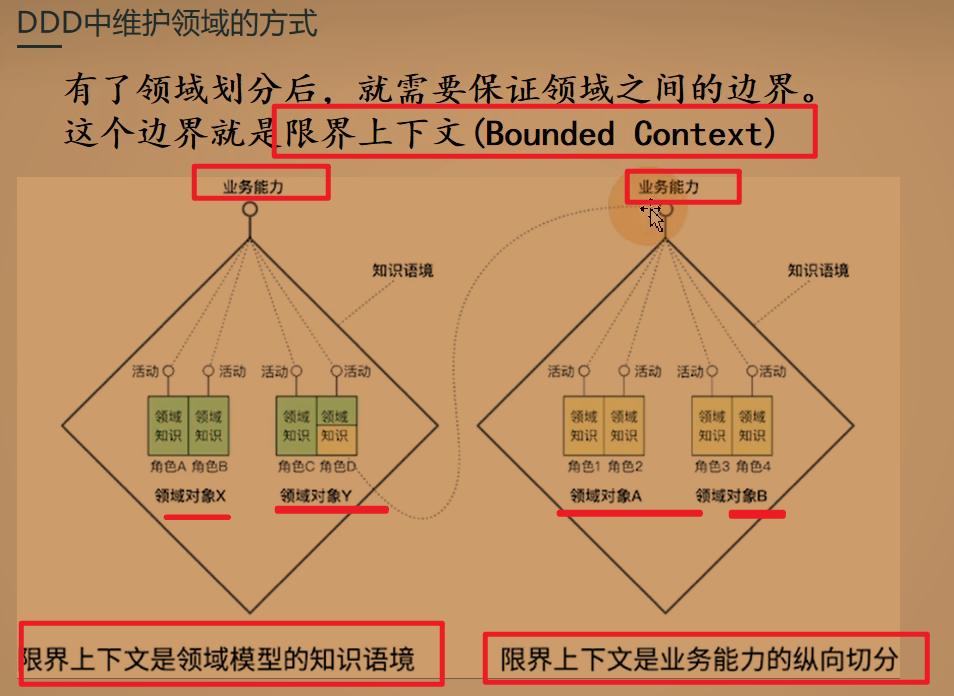 DDD中维护领域的方式
有了领域划分后，就需要保证领域之间的边界。
这个边界就是限界上下文(Bounded Context)
业务能力 业务能力
知识语境 知识语境
活动 活动 活动 活动 活动 活动 活动 活动
领域 领域 领域 领域 领域 领域 领域 领域
知识 知识 知识 知识 知识 知识 知识 知识
角色A 角色B 角色C 角色D 角色1 角色2 角色3 角色4
领域对象X 领域对象Y 领域对象A 领域对象B
限界上下文是领域模型的知识语境 限界上下文是业务能力的纵向切分